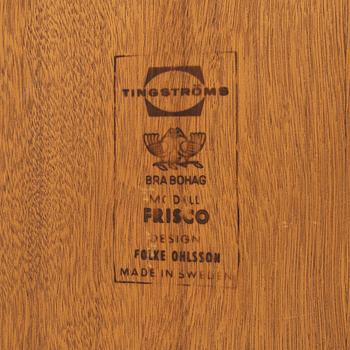 TINGSTRÖMS
BRA BOHAG
MODELL
FRISCO
DESIGN
FOLKE OHLSSON
MADE IN SWEDEN